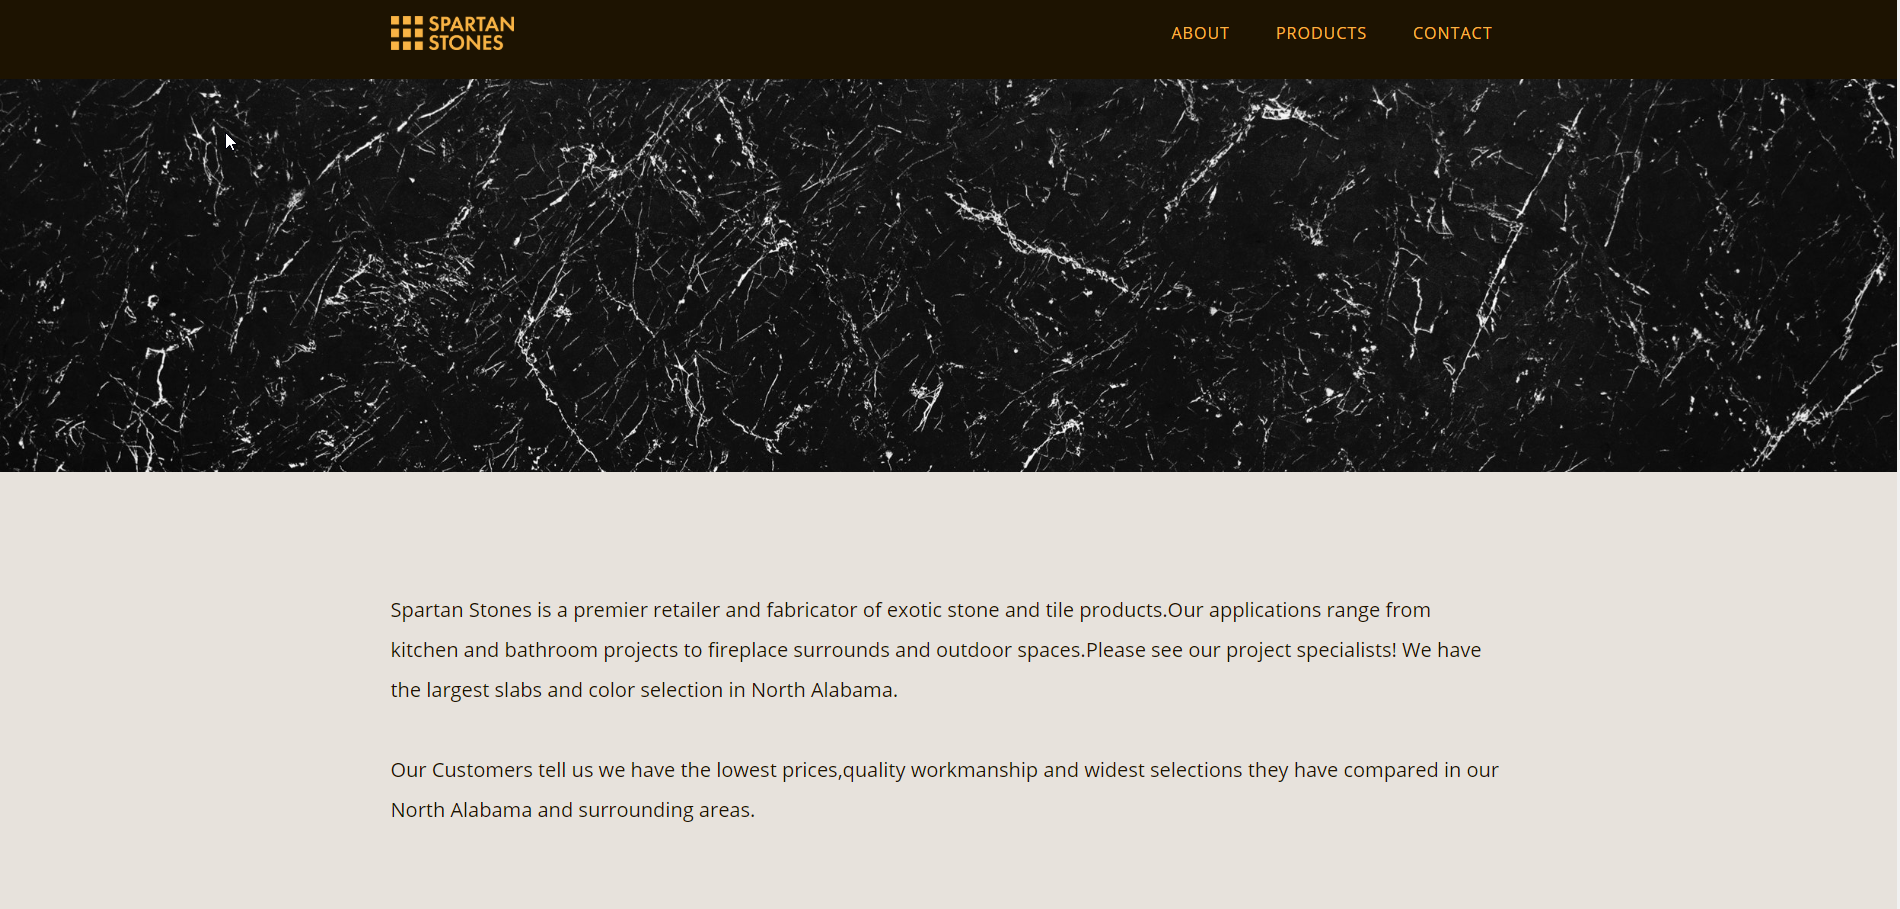 SPARTAN
STONES
ABOUT PRODUCTS CONTACT
Spartan Stones is a premier retailer and fabricator of exotic stone and tile products.Our applications range from
kitchen and bathroom projects to fireplace surrounds and outdoor spaces.Please see our project specialists! We have
the largest slabs and color selection in North Alabama.
Our Customers tell us we have the lowest prices,quality workmanship and widest selections they have compared in our
North Alabama and surrounding areas.